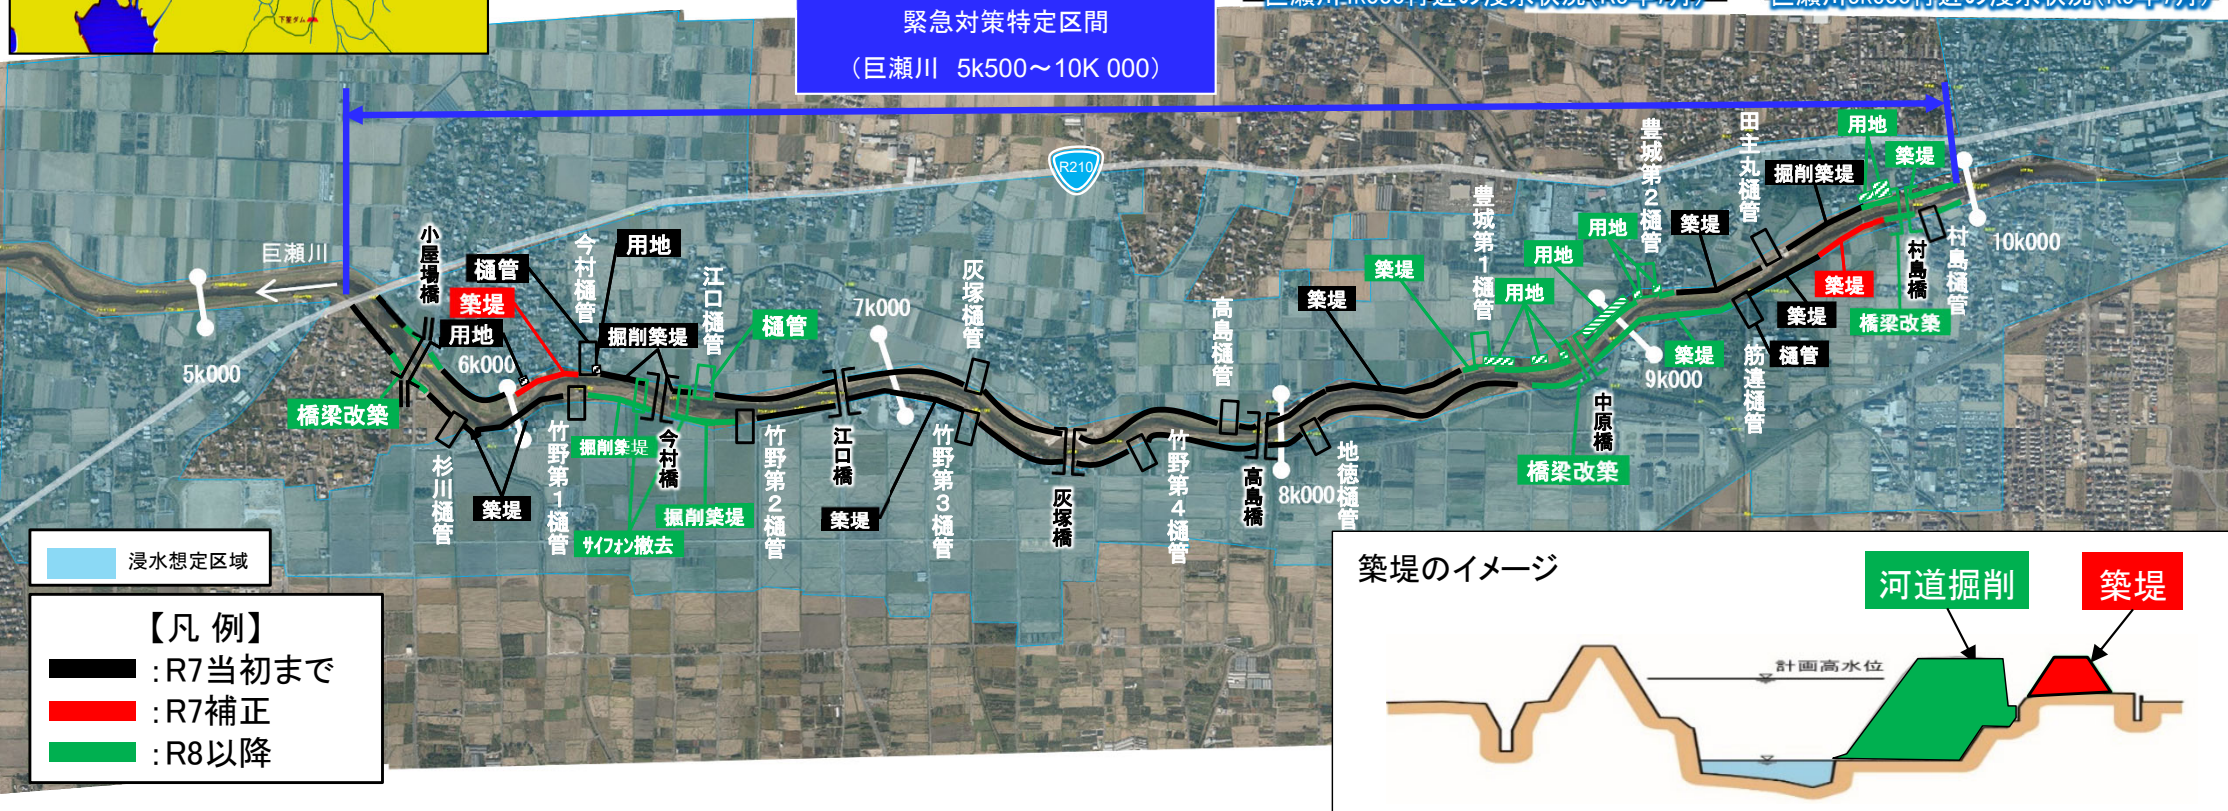 下筌ダム
緊急対策特定区間
(巨瀬川 5k500～10K 000)
R210
巨瀬川
5k000
小屋場橋
橋梁改築
用地
6k000
樋管
築堤
今村樋管
用地
掘削築堤
江口樋管
樋管
杉川樋管
築堤
竹野第1樋管
掘削築堤
サイフォン撤去
今村橋
掘削築堤
竹野第2樋管
7k000
江口橋
築堤
灰塚樋管
竹野第3樋管
灰塚橋
竹野第4樋管
高島樋管
高島橋
8k000
地徳樋管
築堤
築堤
豊城第1樋管
用地
用地
用地
豊城第2樋管
中原橋
橋梁改築
9k000
築堤
築堤
田主丸樋管
筋違樋管
樋管
築堤
掘削築堤
築堤
用地
築堤
橋梁改築
村島橋
村島樋管
10k000
浸水想定区域
【凡 例】
：R7当初まで
：R7補正
：R8以降
築堤のイメージ
河道掘削
築堤
計画高水位